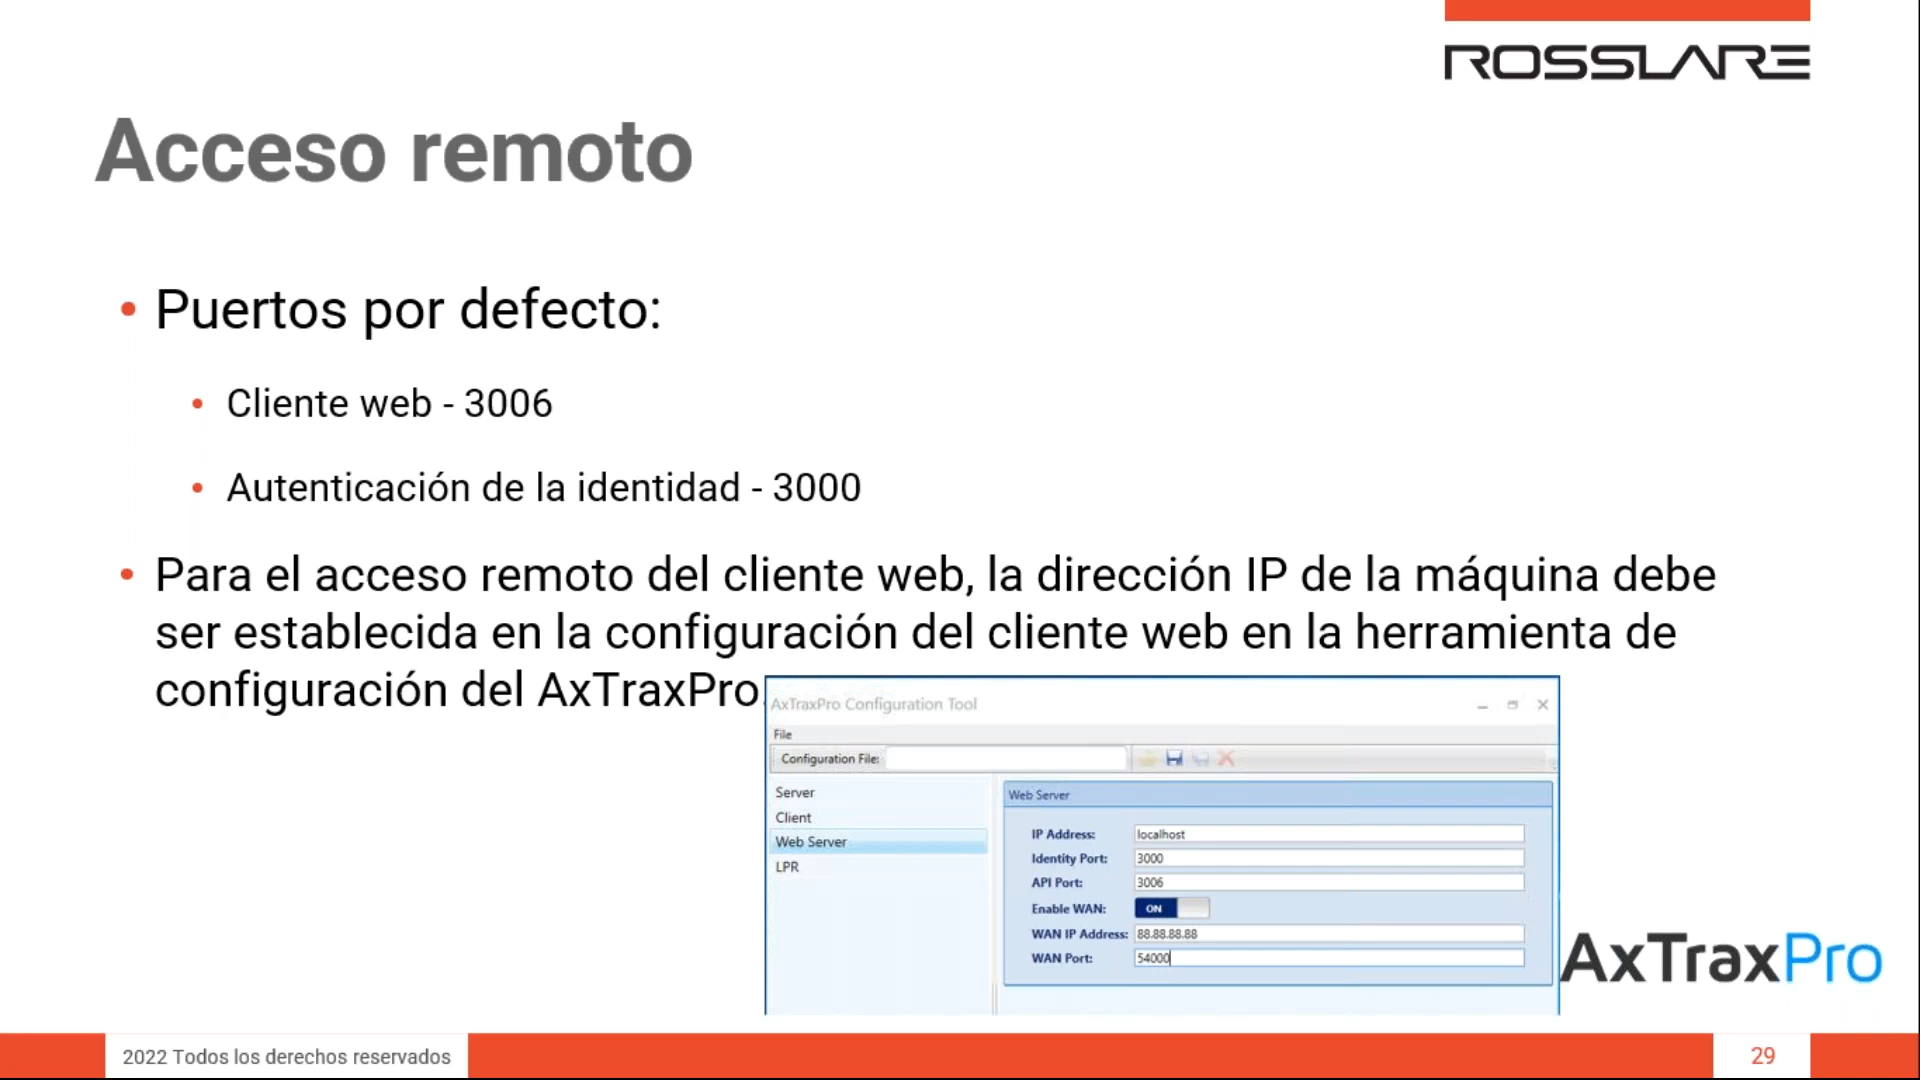 ROSSLARE
Acceso remoto
• Puertos por defecto:
• Cliente web - 3006
• Autenticación de la identidad - 3000
• Para el acceso remoto del cliente web, la dirección IP de la máquina debe
ser establecida en la configuración del cliente web en la herramienta de
configuración del AxTraxPro.
AxTraxPro Configuration Tool
File
Configuration File:
Server
Client
Web Server
LPR
Web Server
IP Address: localhost
Identity Port: 3000
API Port: 3006
Enable WAN: ON
WAN IP Address: 88.88.88.88
WAN Port: 54000
AxTraxPro
2022 Todos los derechos reservados
29